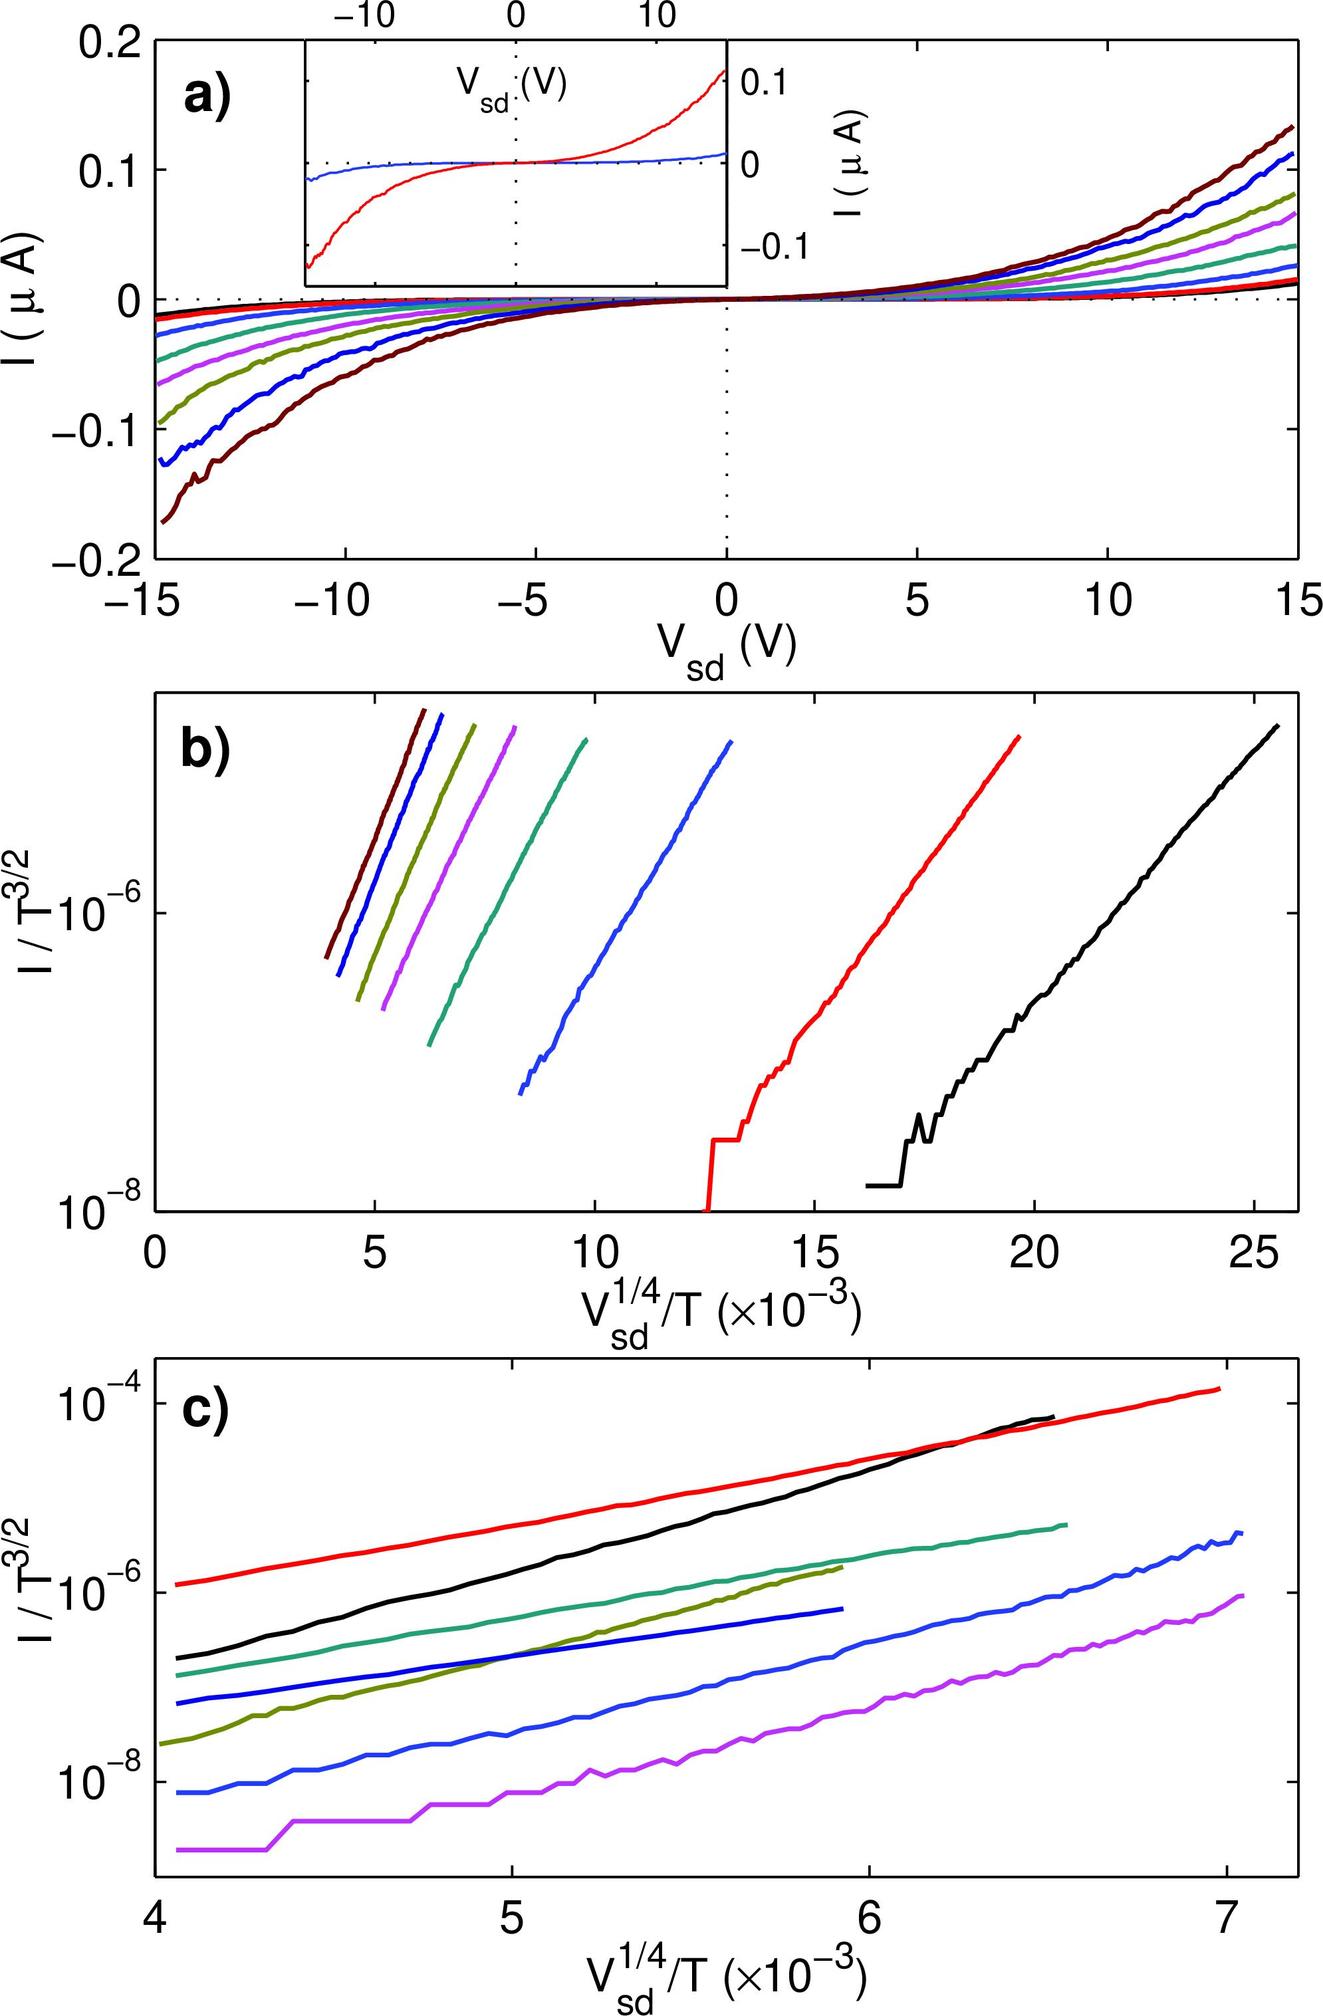 −10 0 10
0.2
a)
V_sd (V)
0.1
0
−0.1
I ( μ A)
0.1
0
−0.1
−0.2
I ( μ A)
−15 −10 −5 0 5 10 15
V_sd (V)
b)
10^−6
10^−8
I / T^3/2
0 5 10 15 20 25
V_sd^1/4/T (×10^−3)
c)
10^−4
10^−6
10^−8
I / T^3/2
4 5 6 7
V_sd^1/4/T (×10^−3)